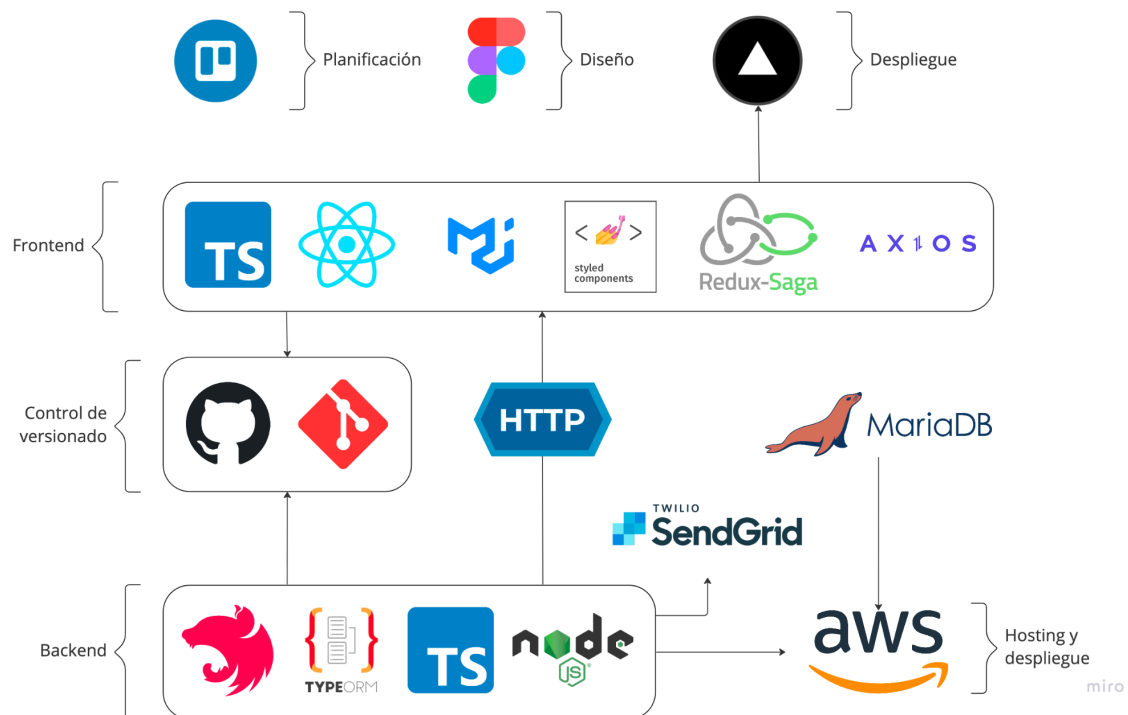 Planificación
Diseño
Despliegue
Frontend
TS
styled
components
Redux-Saga
AXIOS
Control de
versionado
HTTP
MariaDB
TWILIO
SendGrid
Backend
TYPEORM
TS
node
JS
aws
Hosting y
despliegue
miro